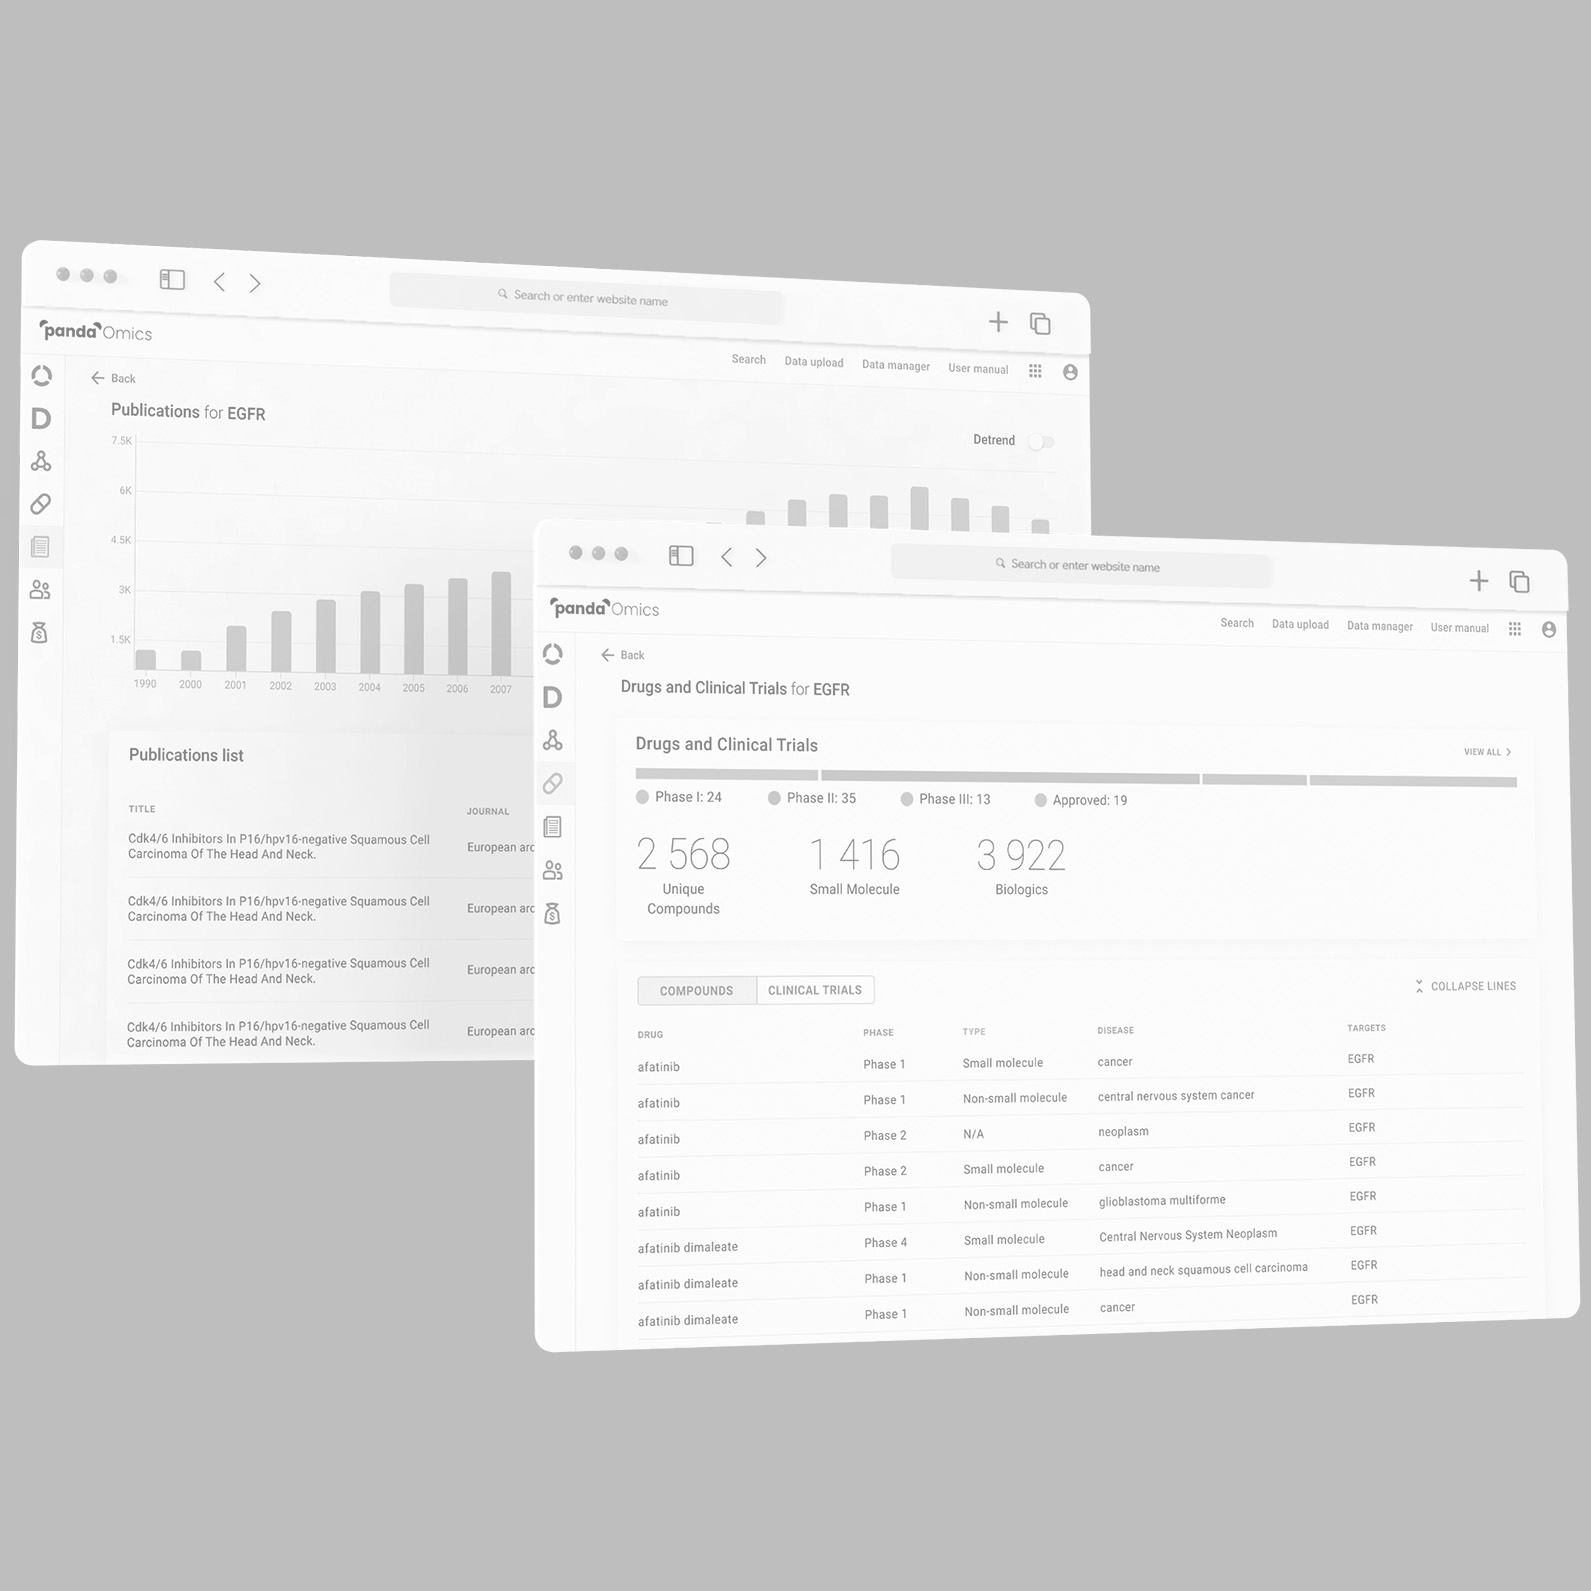 Search or enter website name
pandaOmics
Search Data upload Data manager User manual
Back
Publications for EGFR
Detrend
7.5K
6K
4.5K
3K
1.5K
1990 2000 2001 2002 2003 2004 2005 2006 2007
Publications list
TITLE JOURNAL
Cdk4/6 Inhibitors In P16/hpv16-negative Squamous Cell
Carcinoma Of The Head And Neck.
European arc
Cdk4/6 Inhibitors In P16/hpv16-negative Squamous Cell
Carcinoma Of The Head And Neck.
European arc
Cdk4/6 Inhibitors In P16/hpv16-negative Squamous Cell
Carcinoma Of The Head And Neck.
European arc
Cdk4/6 Inhibitors In P16/hpv16-negative Squamous Cell
Carcinoma Of The Head And Neck.
European arc
Search or enter website name
pandaOmics
Search Data upload Data manager User manual
Back
Drugs and Clinical Trials for EGFR
Drugs and Clinical Trials
VIEW ALL
Phase I: 24 Phase II: 35 Phase III: 13 Approved: 19
2 568 1 416 3 922
Unique Small Molecule Biologics
Compounds
COMPOUNDS CLINICAL TRIALS COLLAPSE LINES
DRUG PHASE TYPE DISEASE TARGETS
afatinib Phase 1 Small molecule cancer EGFR
afatinib Phase 1 Non-small molecule central nervous system cancer EGFR
afatinib Phase 2 N/A neoplasm EGFR
afatinib Phase 2 Small molecule cancer EGFR
afatinib Phase 1 Non-small molecule glioblastoma multiforme EGFR
afatinib dimaleate Phase 4 Small molecule Central Nervous System Neoplasm EGFR
afatinib dimaleate Phase 1 Non-small molecule head and neck squamous cell carcinoma EGFR
afatinib dimaleate Phase 1 Non-small molecule cancer EGFR